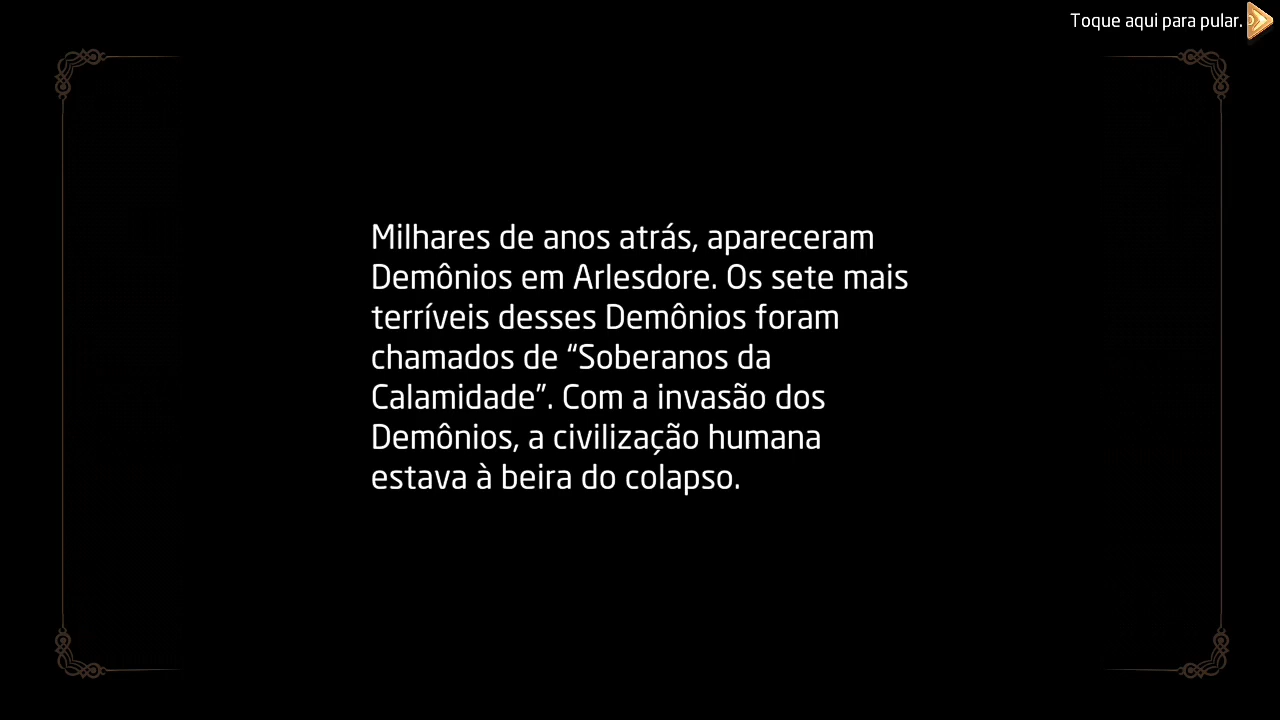 Toque aqui para pular.
Milhares de anos atrás, apareceram
Demônios em Arlesdore. Os sete mais
terríveis desses Demônios foram
chamados de “Soberanos da
Calamidade”. Com a invasão dos
Demônios, a civilização humana
estava à beira do colapso.